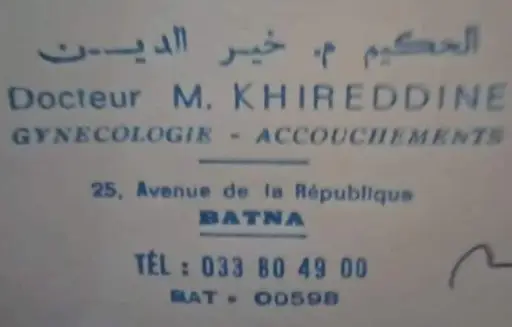 الحكيم م. خير الديـــن
Docteur M. KHIREDDINE
GYNECOLOGIE - ACCOUCHEMENTS
25, Avenue de la République
BATNA
TÉL : 033 80 49 00
BAT - 00598